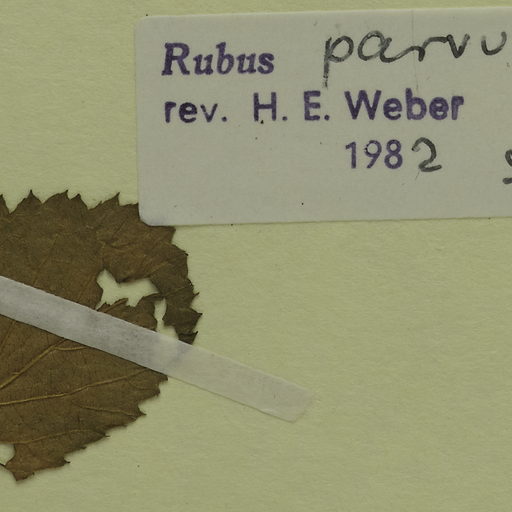 Rubus parvu
rev. H. E. Weber
1982